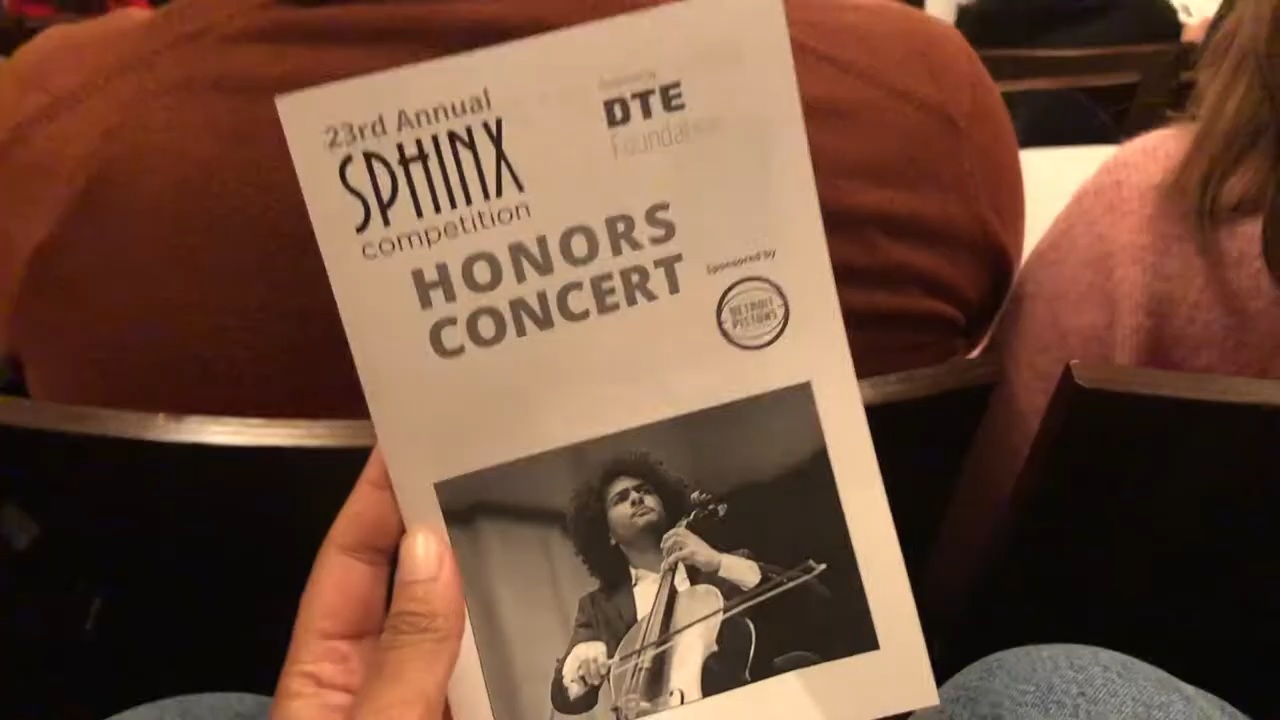 23rd Annual
SPHINX
competition
DTE
Foundation
HONORS
CONCERT
Sponsored by
DETROIT
PISTONS